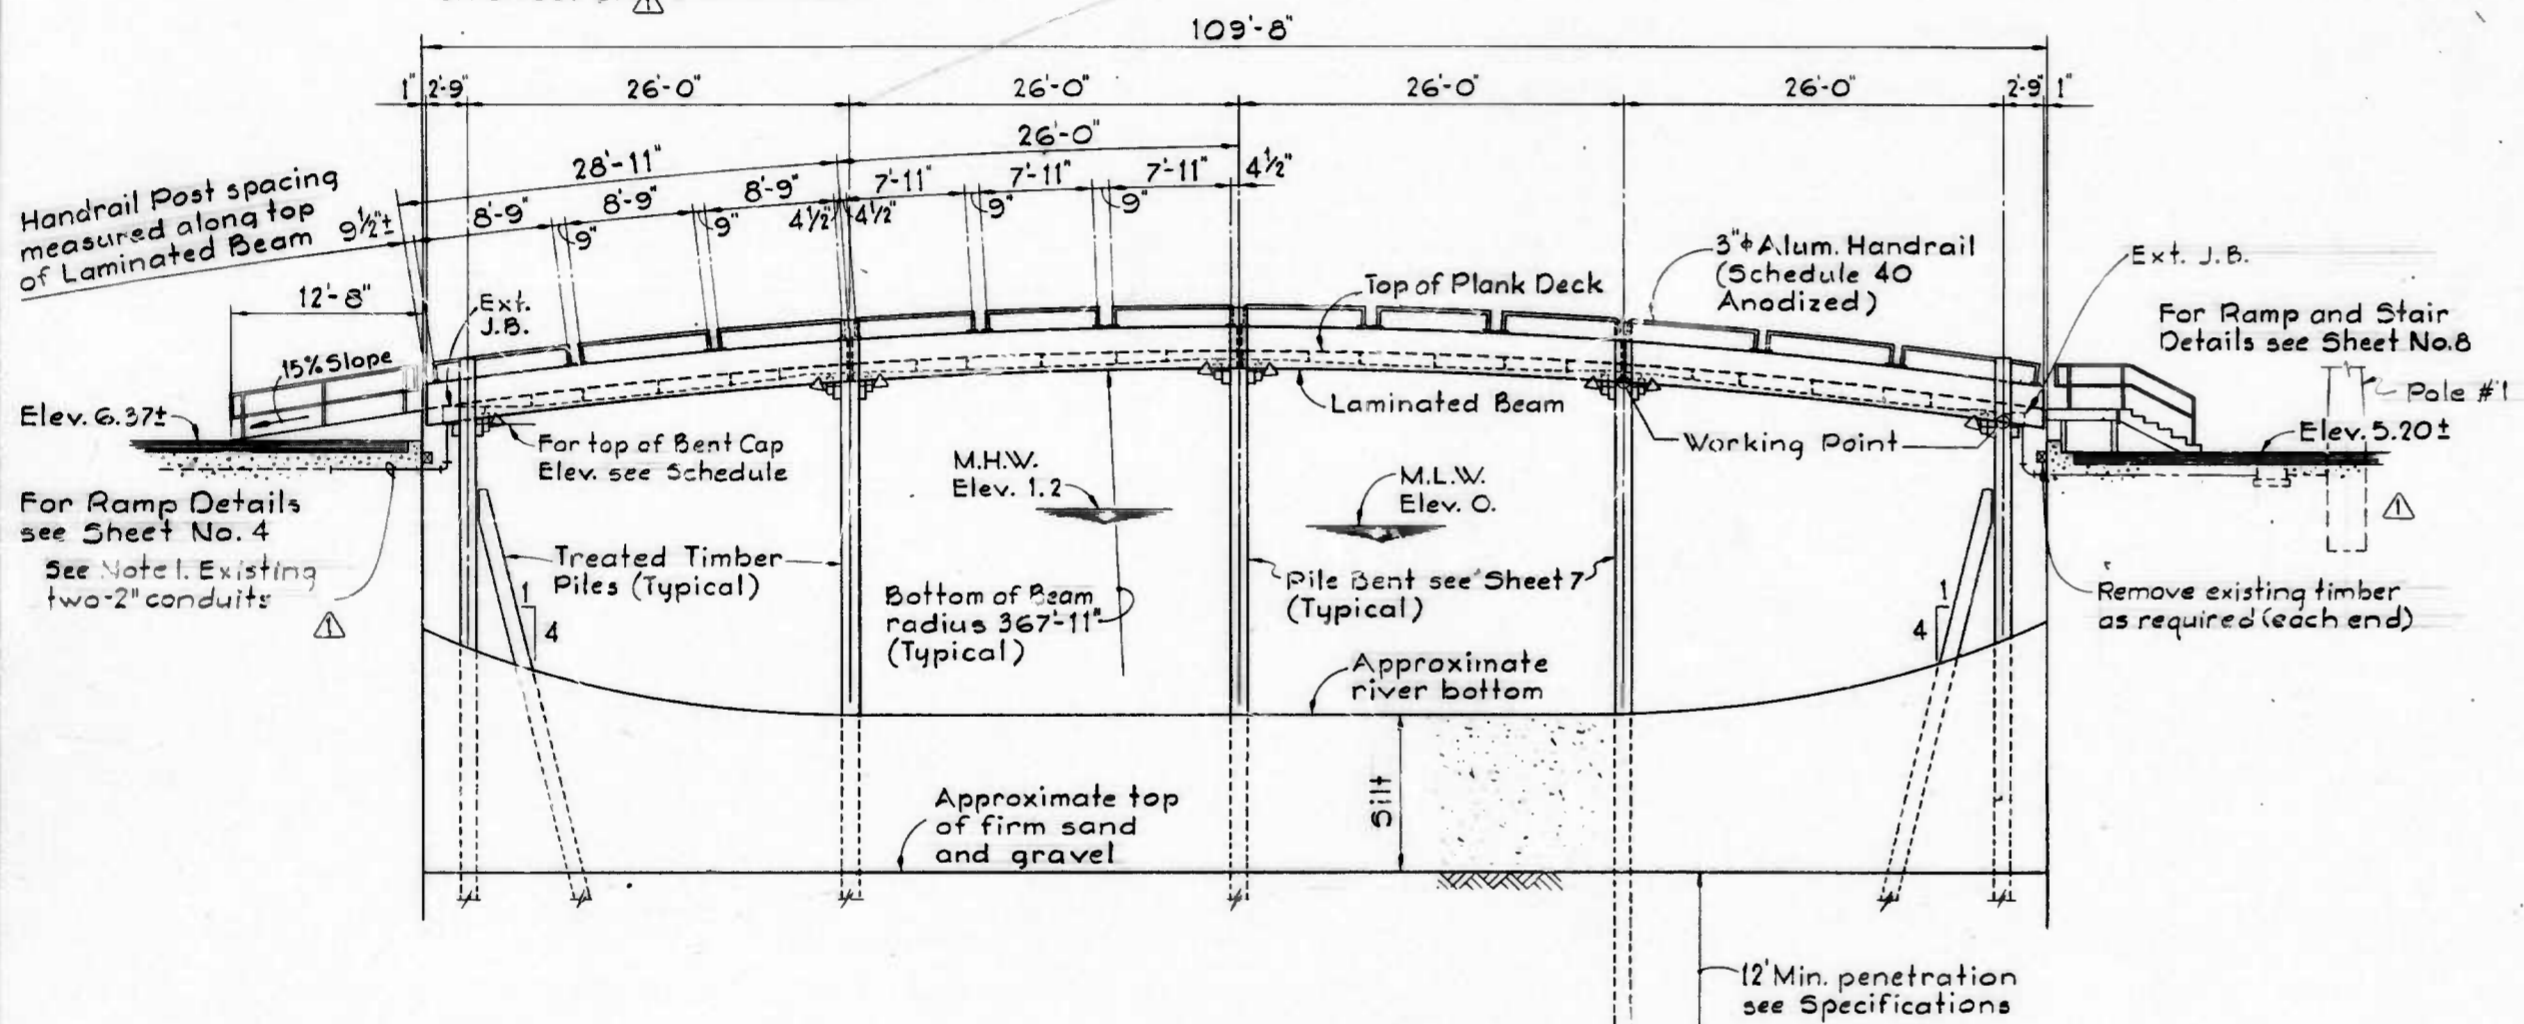 109'-8"
1" 2'-9" 26'-0" 26'-0" 26'-0" 26'-0" 2'-9" 1"
26'-0"
28'-11"
8'-9" 8'-9" 8'-9" 7'-11" 7'-11" 7'-11" 4½"
9" 9" 4½" 4½" 9" 9"
Handrail Post spacing
measured along top
of Laminated Beam
9½"±
12'-8"
Ext.
J.B.
15% Slope
Elev. 6.37±
For top of Bent Cap
Elev. see Schedule
For Ramp Details
see Sheet No. 4
See Note 1. Existing
two-2" conduits
1
Treated Timber
Piles (Typical)
1
4
M.H.W.
Elev. 1.2
Bottom of Beam
radius 367'-11"
(Typical)
Top of Plank Deck
3"φ Alum. Handrail
(Schedule 40
Anodized)
Laminated Beam
Working Point
M.L.W.
Elev. 0.
Pile Bent see Sheet 7
(Typical)
Approximate
river bottom
Silt
Approximate top
of firm sand
and gravel
12' Min. penetration
see Specifications
Ext. J.B.
For Ramp and Stair
Details see Sheet No.8
Pole #1
Elev. 5.20±
1
Remove existing timber
as required (each end)
1
4